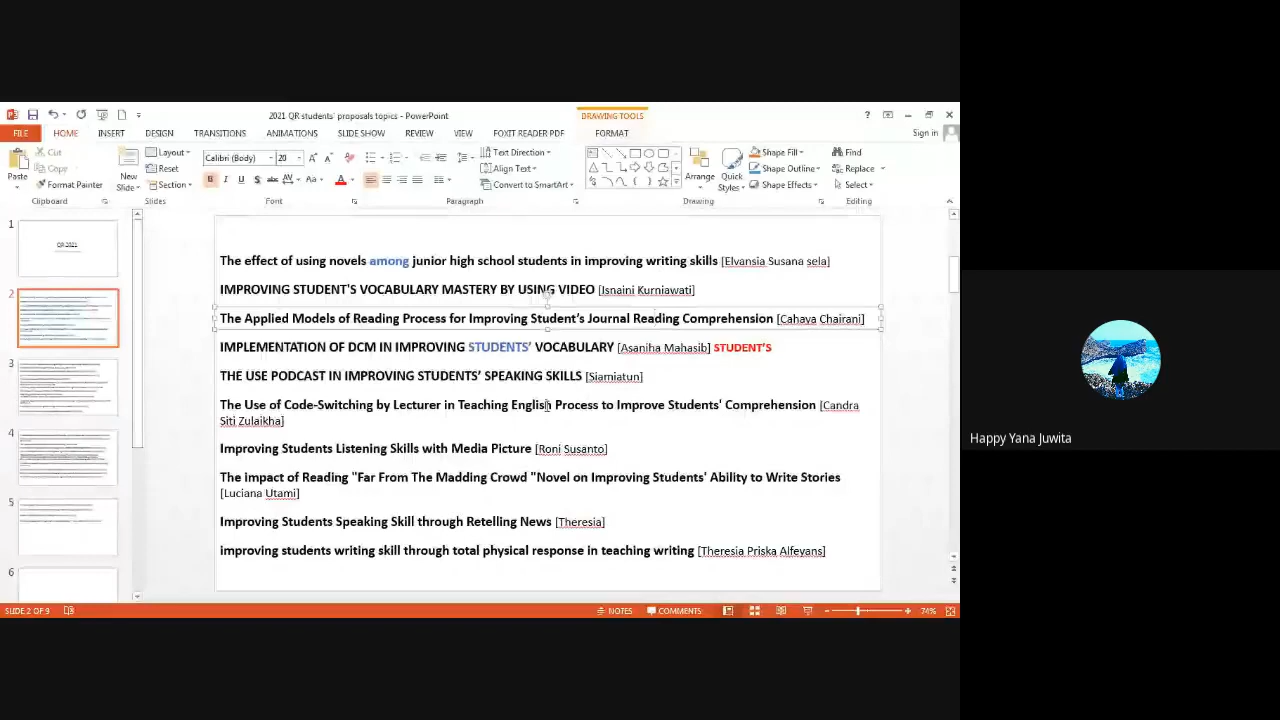 2021 QR students' proposals topics - PowerPoint
DRAWING TOOLS
FILE HOME INSERT DESIGN TRANSITIONS ANIMATIONS SLIDE SHOW REVIEW VIEW FOXIT READER PDF FORMAT Sign in
Paste Cut Copy Format Painter
Clipboard
New Slide Layout Reset Section
Slides
Calibri (Body) 20
Font
Text Direction Align Text Convert to SmartArt
Paragraph
Arrange Quick Styles Shape Fill Shape Outline Shape Effects
Drawing
Find Replace Select
Editing
1
QR 2021
2
3
4
5
6
The effect of using novels among junior high school students in improving writing skills [Elvansia Susana sela]
IMPROVING STUDENT'S VOCABULARY MASTERY BY USING VIDEO [Isnaini Kurniawati]
The Applied Models of Reading Process for Improving Student's Journal Reading Comprehension [Cahaya Chairani]
IMPLEMENTATION OF DCM IN IMPROVING STUDENTS' VOCABULARY [Asaniha Mahasib] STUDENT'S
THE USE PODCAST IN IMPROVING STUDENTS' SPEAKING SKILLS [Siamiatun]
The Use of Code-Switching by Lecturer in Teaching English Process to Improve Students' Comprehension [Candra
Siti Zulaikha]
Improving Students Listening Skills with Media Picture [Roni Susanto]
The impact of Reading "Far From The Madding Crowd "Novel on Improving Students' Ability to Write Stories
[Luciana Utami]
Improving Students Speaking Skill through Retelling News [Theresia]
improving students writing skill through total physical response in teaching writing [Theresia Priska Alfeyans]
SLIDE 2 OF 9 NOTES COMMENTS 74%
Happy Yana Juwita